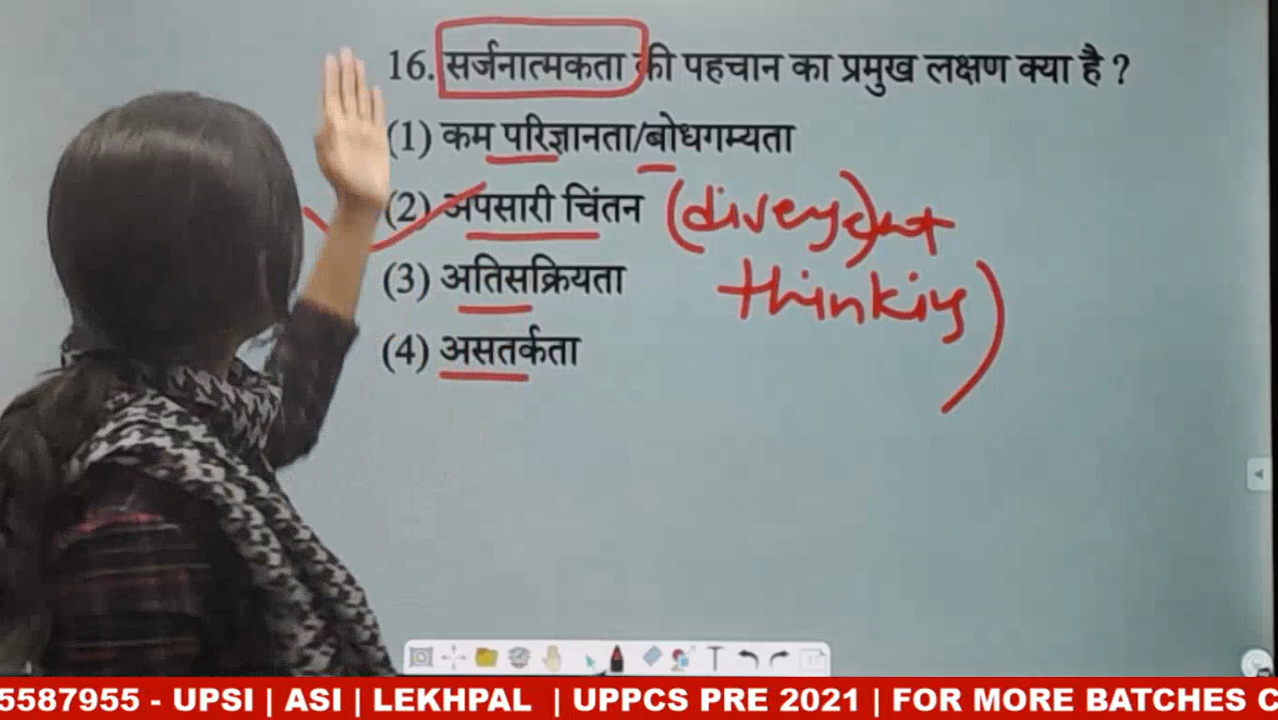 16. सर्जनात्मकता की पहचान का प्रमुख लक्षण क्या है ?
(1) कम परिज्ञानता/बोधगम्यता
(2) अपसारी चिंतन (divergent
thinking)
(3) अतिसक्रियता
(4) असतर्कता
5587955 - UPSI | ASI | LEKHPAL | UPPCS PRE 2021 | FOR MORE BATCHES C